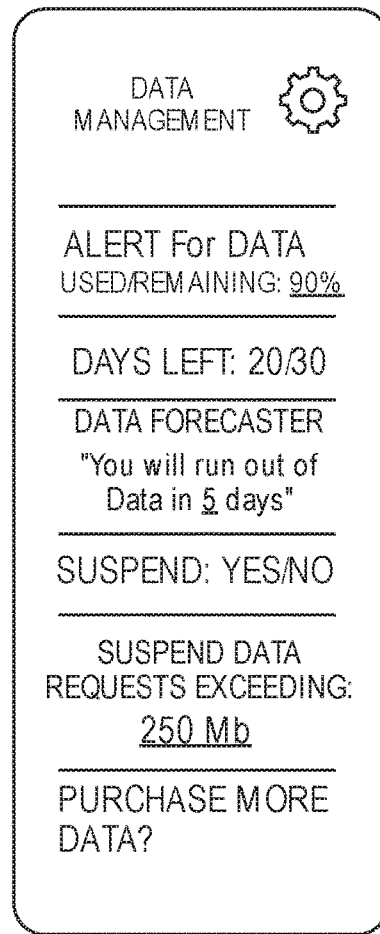 DATA
MANAGEMENT
ALERT For DATA
USED/REMAINING: 90%
DAYS LEFT: 20/30
DATA FORECASTER
"You will run out of
Data in 5 days"
SUSPEND: YES/NO
SUSPEND DATA
REQUESTS EXCEEDING:
250 Mb
PURCHASE MORE
DATA?